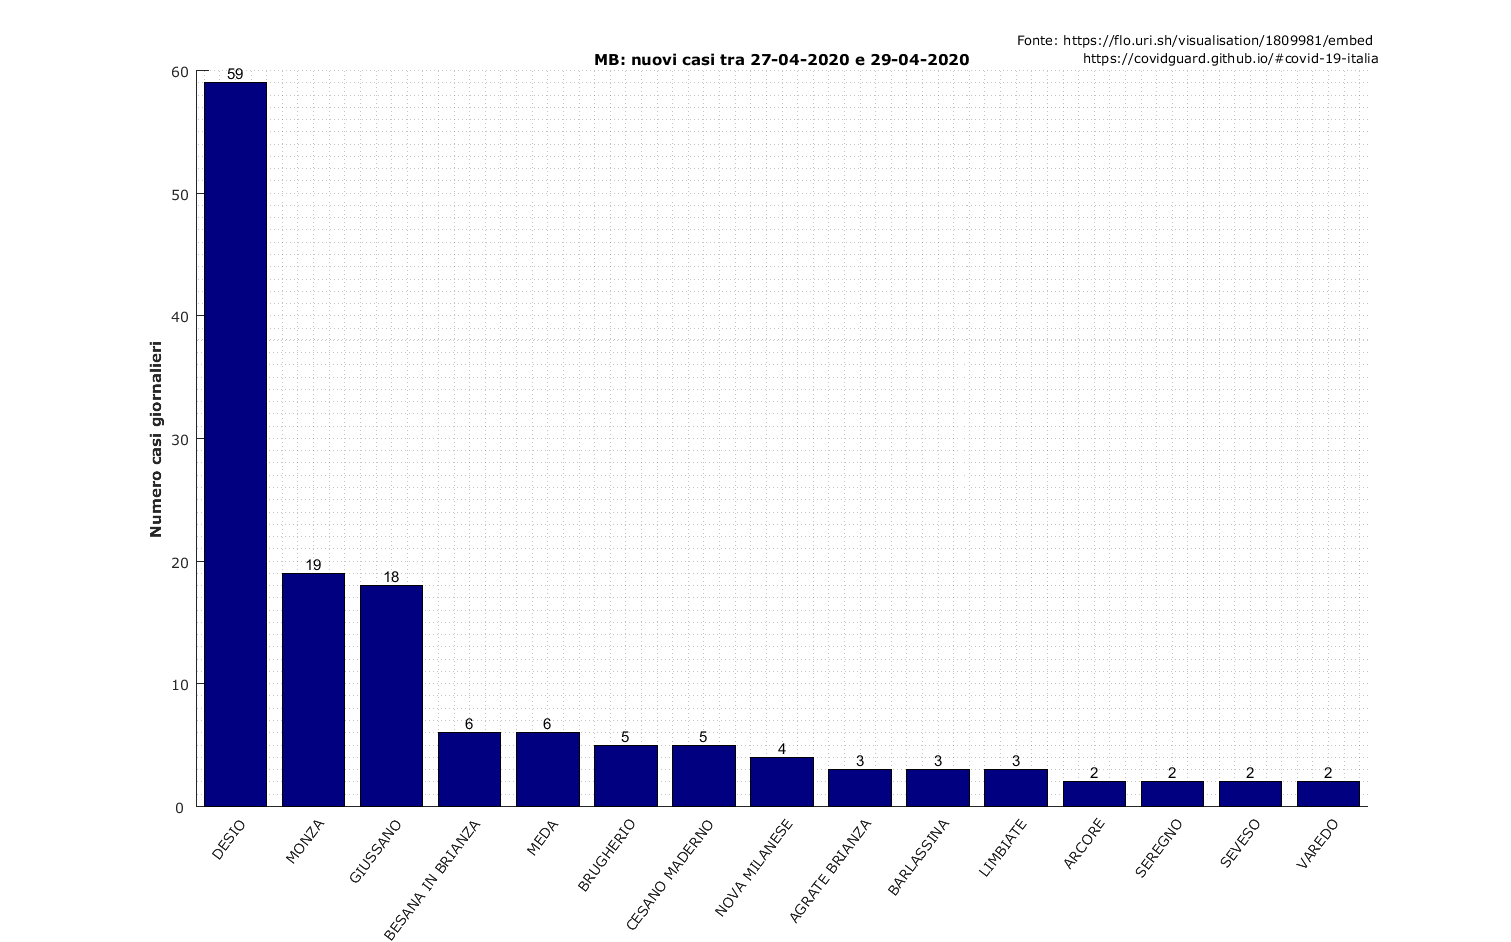 Fonte: https://flo.uri.sh/visualisation/1809981/embed
https://covidguard.github.io/#covid-19-italia
MB: nuovi casi tra 27-04-2020 e 29-04-2020
Numero casi giornalieri
60
50
40
30
20
10
0
59
19
18
6
6
5
5
4
3
3
3
2
2
2
2
DESIO
MONZA
GIUSSANO
BESANA IN BRIANZA
MEDA
BRUGHERIO
CESANO MADERNO
NOVA MILANESE
AGRATE BRIANZA
BARLASSINA
LIMBIATE
ARCORE
SEREGNO
SEVESO
VAREDO